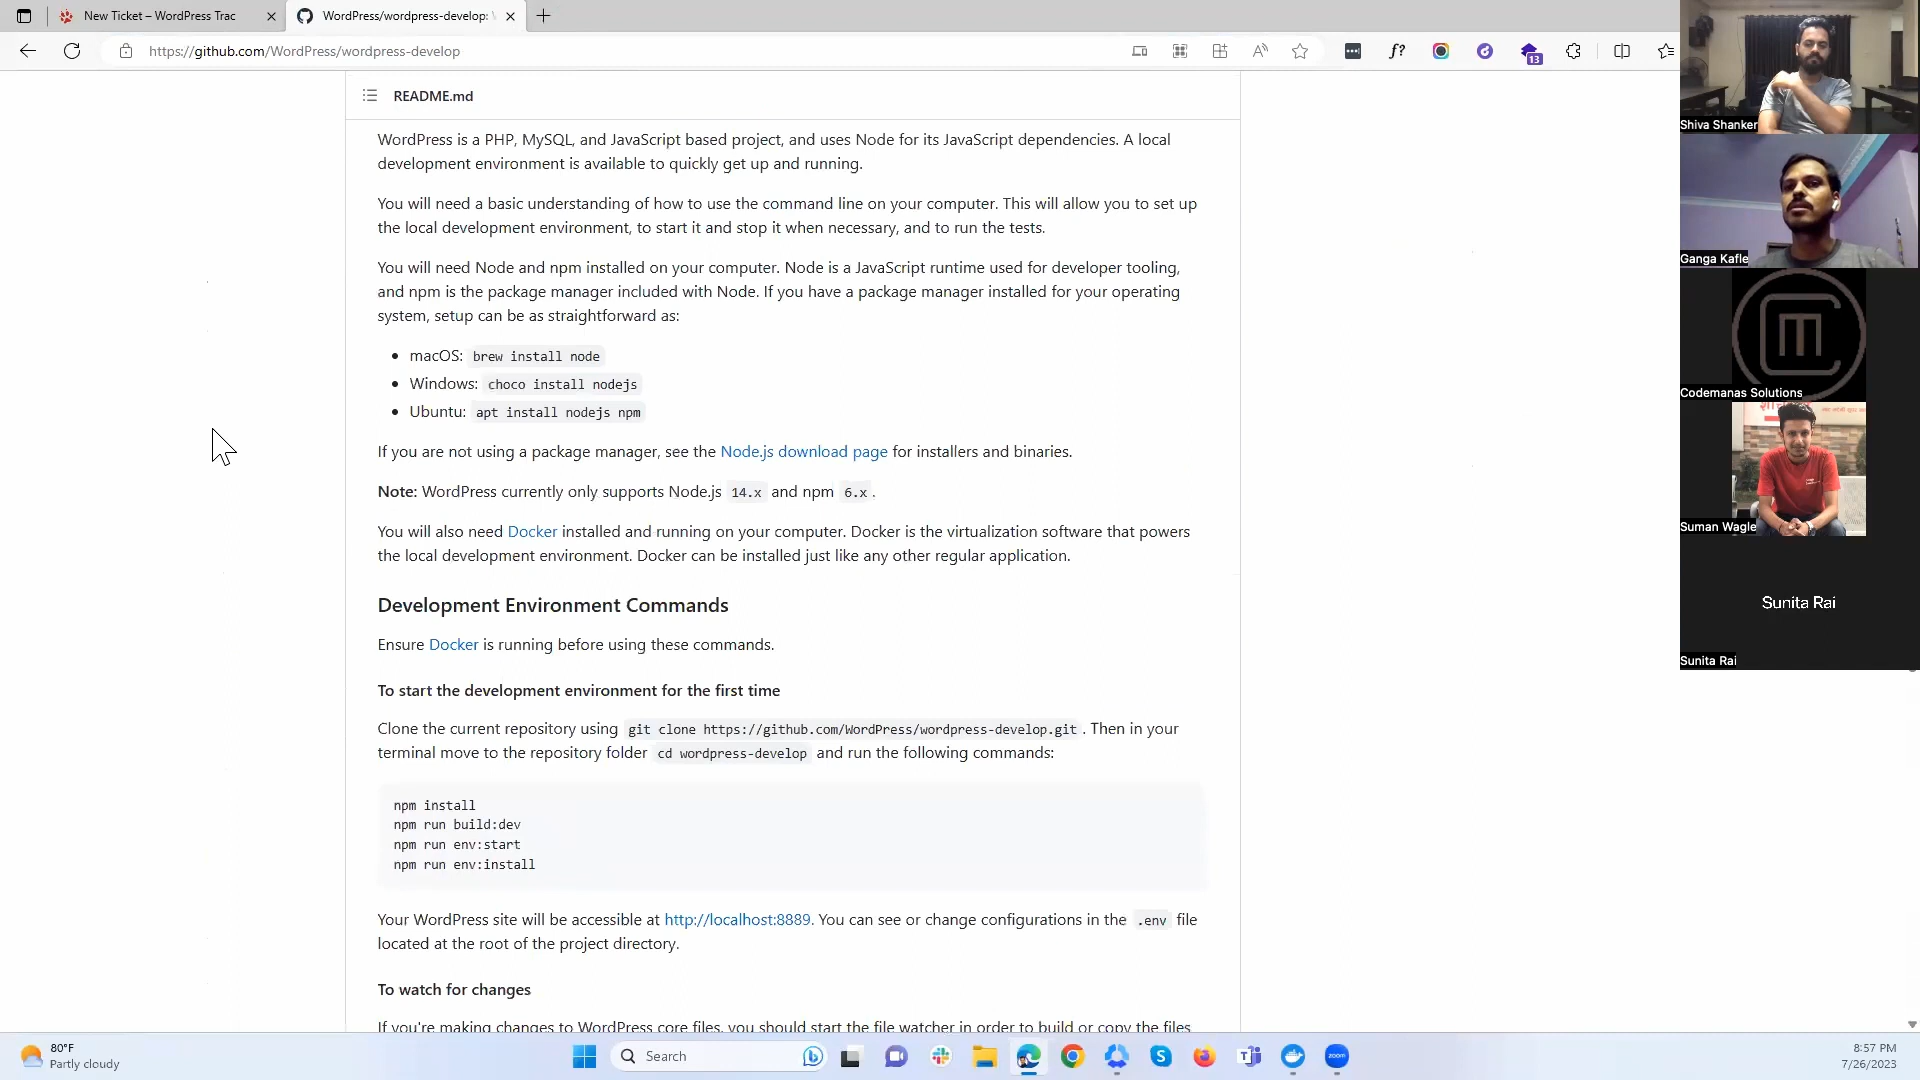 New Ticket – WordPress Trac
WordPress/wordpress-develop: W
https://github.com/WordPress/wordpress-develop
13
README.md
WordPress is a PHP, MySQL, and JavaScript based project, and uses Node for its JavaScript dependencies. A local
development environment is available to quickly get up and running.
You will need a basic understanding of how to use the command line on your computer. This will allow you to set up
the local development environment, to start it and stop it when necessary, and to run the tests.
You will need Node and npm installed on your computer. Node is a JavaScript runtime used for developer tooling,
and npm is the package manager included with Node. If you have a package manager installed for your operating
system, setup can be as straightforward as:
macOS: brew install node
Windows: choco install nodejs
Ubuntu: apt install nodejs npm
If you are not using a package manager, see the Node.js download page for installers and binaries.
Note: WordPress currently only supports Node.js 14.x and npm 6.x.
You will also need Docker installed and running on your computer. Docker is the virtualization software that powers
the local development environment. Docker can be installed just like any other regular application.
Development Environment Commands
Ensure Docker is running before using these commands.
To start the development environment for the first time
Clone the current repository using git clone https://github.com/WordPress/wordpress-develop.git. Then in your
terminal move to the repository folder cd wordpress-develop and run the following commands:
npm install
npm run build:dev
npm run env:start
npm run env:install
Your WordPress site will be accessible at http://localhost:8889. You can see or change configurations in the .env file
located at the root of the project directory.
To watch for changes
If you're making changes to WordPress core files, you should start the file watcher in order to build or copy the files
Shiva Shanker
Ganga Kafle
Codemanas Solutions
Suman Wagle
Sunita Rai
Sunita Rai
80°F
Partly cloudy
Search
zoom
8:57 PM
7/26/2023